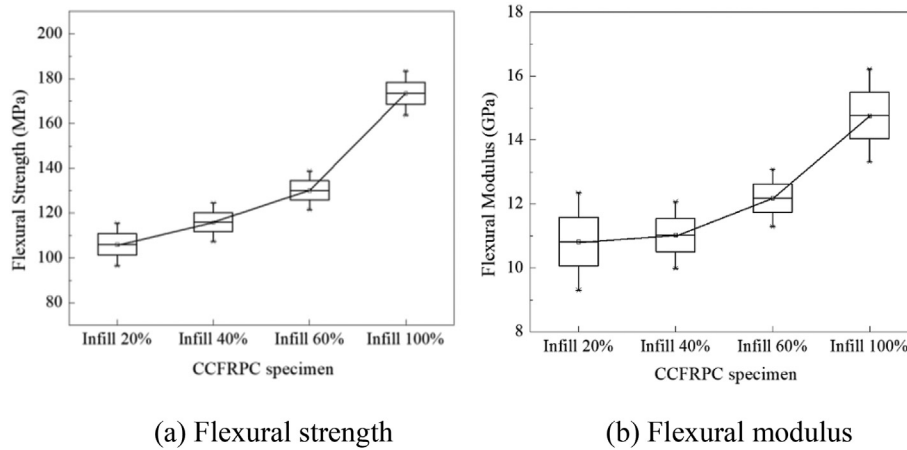 200
180
160
140
120
100
80
Flexural Strength (MPa)
Infill 20% Infill 40% Infill 60% Infill 100%
CCFRPC specimen
(a) Flexural strength
18
16
14
12
10
8
Flexural Modulus (GPa)
Infill 20% Infill 40% Infill 60% Infill 100%
CCFRPC specimen
(b) Flexural modulus